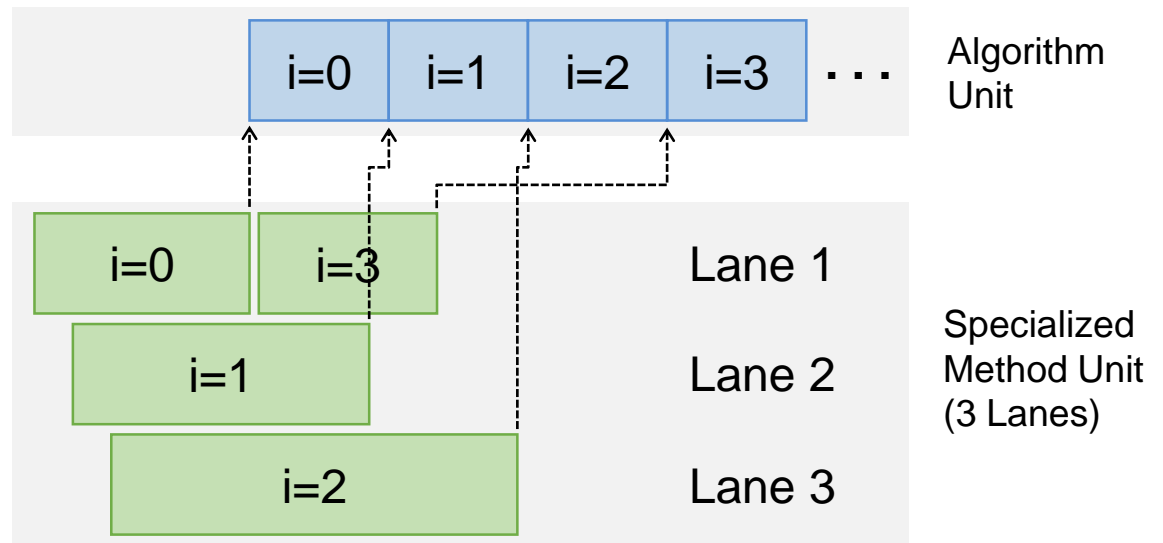 i=0 i=1 i=2 i=3 ...
Algorithm
Unit
i=0 i=3 Lane 1
i=1 Lane 2
i=2 Lane 3
Specialized
Method Unit
(3 Lanes)